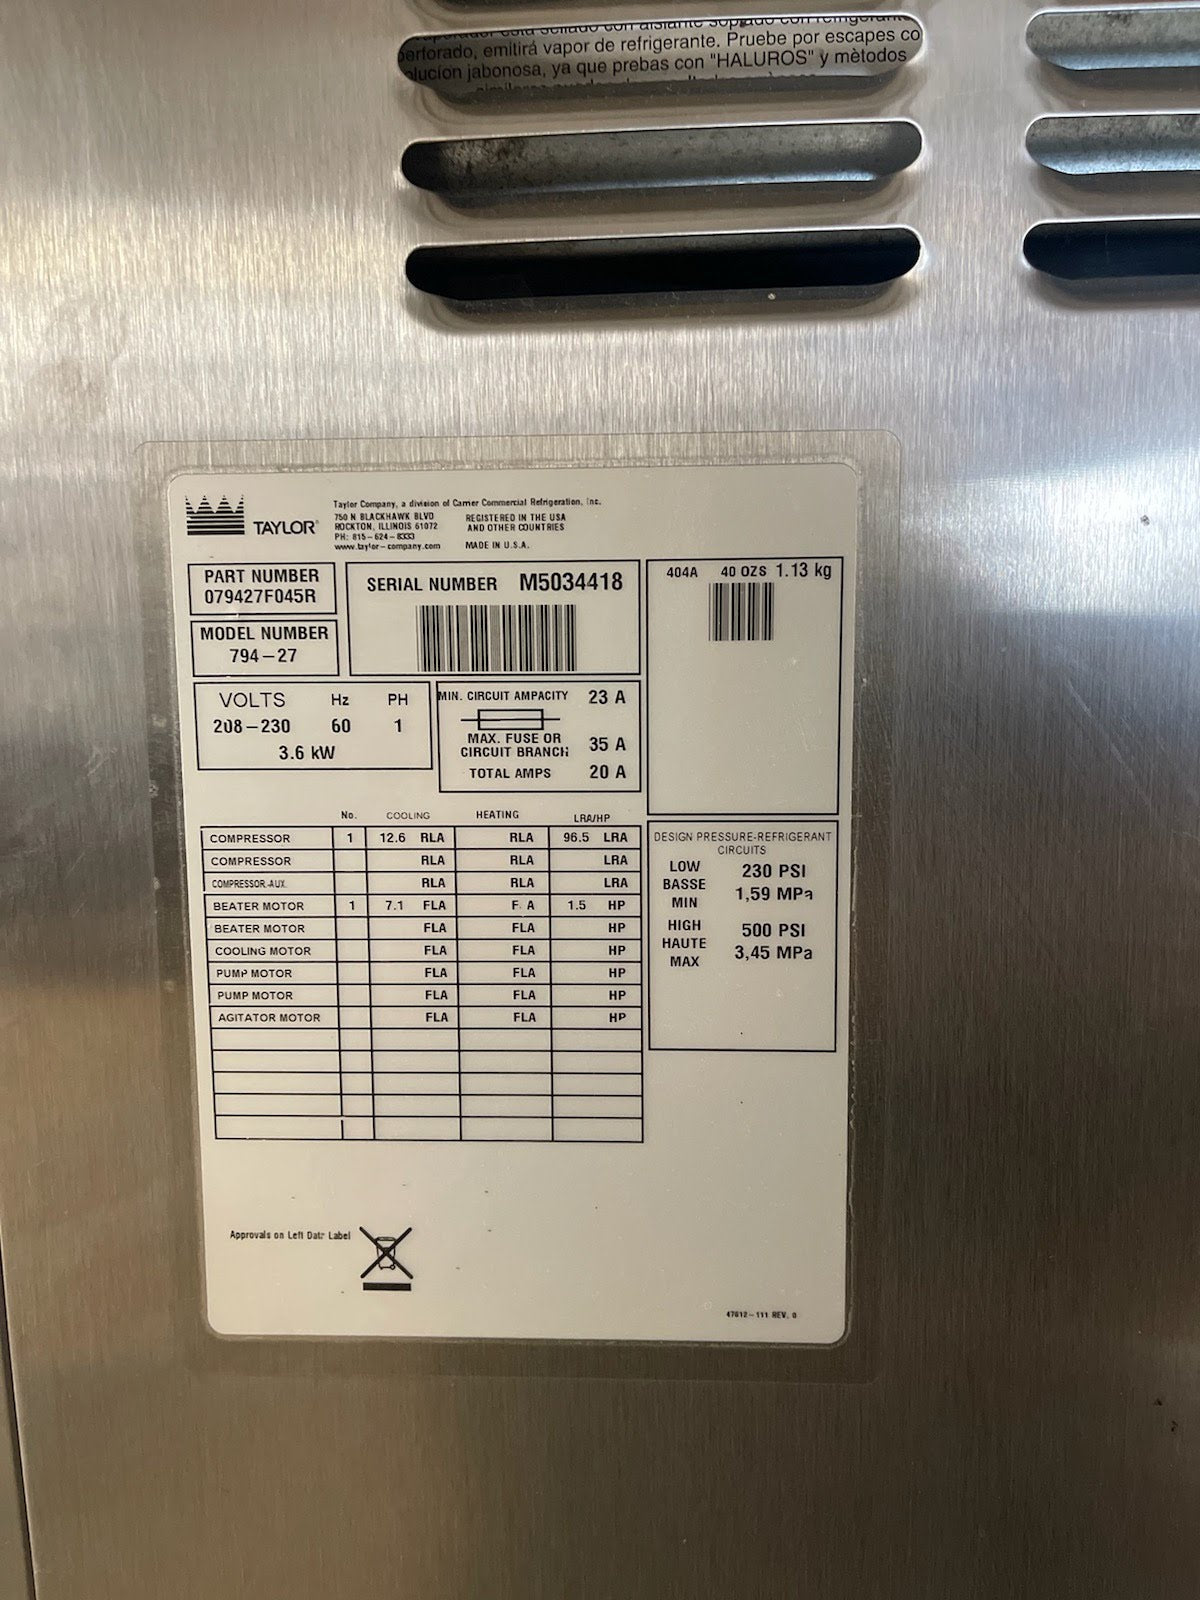 perforado, emitirá vapor de refrigerante. Pruebe por escapes co
olucíon jabonosa, ya que prebas con "HALUROS" y mètodos
TAYLOR®
Taylor Company, a division of Carrier Commercial Refrigeration, Inc.
750 N BLACKHAWK BLVD
ROCKTON, ILLINOIS 61072
PH: 815-624-8333
www.taylor-company.com
REGISTERED IN THE USA
AND OTHER COUNTRIES
MADE IN U.S.A.
PART NUMBER
079427F045R
SERIAL NUMBER M5034418
404A 40 OZS 1.13 kg
MODEL NUMBER
794-27
VOLTS Hz PH
208-230 60 1
3.6 kW
MIN. CIRCUIT AMPACITY 23 A
MAX. FUSE OR
CIRCUIT BRANCH 35 A
TOTAL AMPS 20 A
No. COOLING HEATING LRA/HP
COMPRESSOR 1 12.6 RLA RLA 96.5 LRA
COMPRESSOR RLA RLA LRA
COMPRESSOR-AUX. RLA RLA LRA
BEATER MOTOR 1 7.1 FLA F A 1.5 HP
BEATER MOTOR FLA FLA HP
COOLING MOTOR FLA FLA HP
PUMP MOTOR FLA FLA HP
PUMP MOTOR FLA FLA HP
AGITATOR MOTOR FLA FLA HP
DESIGN PRESSURE-REFRIGERANT
CIRCUITS
LOW
BASSE
MIN
230 PSI
1,59 MPa
HIGH
HAUTE
MAX
500 PSI
3,45 MPa
Approvals on Left Data Label
47012-111 REV. 0